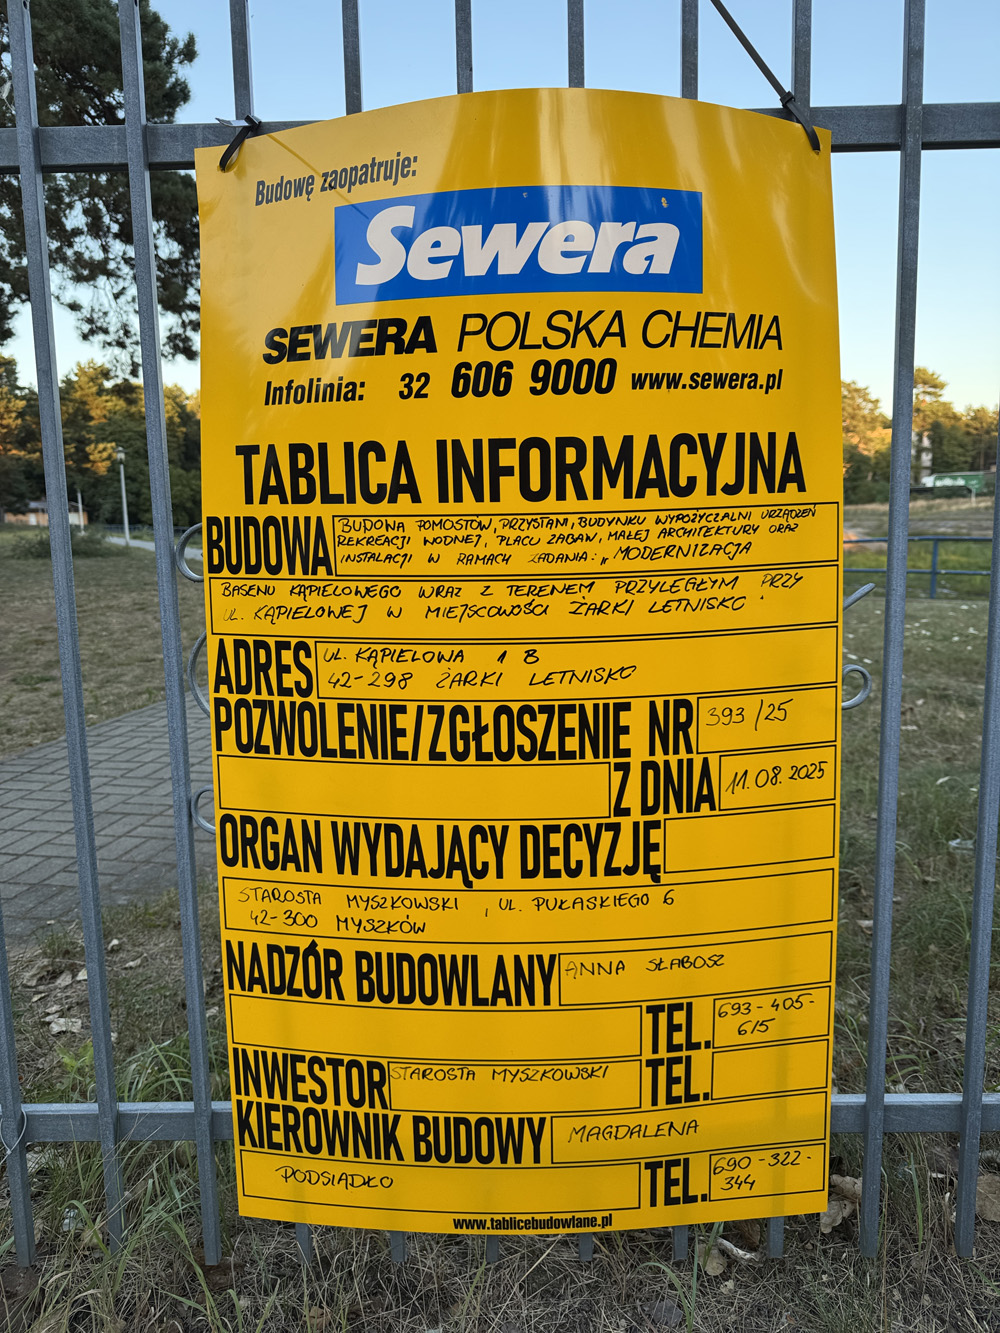 Budowę zaopatruje:
Sewera
SEWERA POLSKA CHEMIA
Infolinia: 32 606 9000 www.sewera.pl
TABLICA INFORMACYJNA
BUDOWA BUDOWA POMOSTÓW, PRZYSTANI, BUDYNKU WYPOŻYCZALNI URZĄDZEŃ
REKREACJI WODNEJ, PLACU ZABAW, MAŁEJ ARCHITEKTURY ORAZ
INSTALACJI W RAMACH ZADANIA: „MODERNIZACJA
BASENU KĄPIELOWEGO WRAZ Z TERENEM PRZYLEGŁYM PRZY
UL. KĄPIELOWEJ W MIEJSCOWOŚCI ŻARKI LETNISKO"
ADRES UL. KĄPIELOWA 1 B
42-298 ŻARKI LETNISKO
POZWOLENIE/ZGŁOSZENIE NR 393/25
Z DNIA 11.08.2025
ORGAN WYDAJĄCY DECYZJĘ
STAROSTA MYSZKOWSKI, UL. PUŁASKIEGO 6
42-300 MYSZKÓW
NADZÓR BUDOWLANY ANNA SŁABOSZ
TEL. 693-405-
615
INWESTOR STAROSTA MYSZKOWSKI TEL.
KIEROWNIK BUDOWY MAGDALENA
PODSIADŁO TEL. 690-322-
344
www.tablicebudowlane.pl